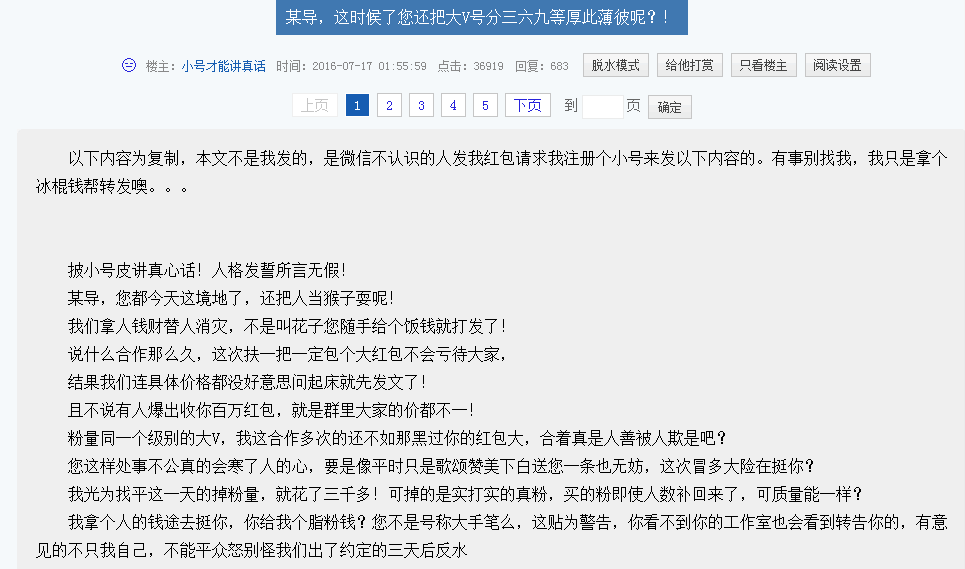 某导，这时候了您还把大V号分三六九等厚此薄彼呢？！
楼主：小号才能讲真话 时间：2016-07-17 01:55:59 点击：36919 回复：683 脱水模式 给他打赏 只看楼主 阅读设置
上页 1 2 3 4 5 下页 到 页 确定
以下内容为复制，本文不是我发的，是微信不认识的人发我红包请求我注册个小号来发以下内容的。有事别找我，我只是拿个
冰棍钱帮转发噢。。。
披小号皮讲真心话！人格发誓所言无假！
某导，您都今天这境地了，还把人当猴子耍呢！
我们拿人钱财替人消灾，不是叫花子您随手给个饭钱就打发了！
说什么合作那么久，这次扶一把一定包个大红包不会亏待大家，
结果我们连具体价格都没好意思问起床就先发文了！
且不说有人爆出收你百万红包，就是群里大家的价都不一！
粉量同一个级别的大V，我这合作多次的还不如那黑过你的红包大，合着真是人善被人欺是吧？
您这样处事不公真的会寒了人的心，要是像平时只是歌颂赞美下白送您一条也无妨，这次冒多大险在挺你？
我光为找平这一天的掉粉量，就花了三千多！可掉的是实打实的真粉，买的粉即使人数补回来了，可质量能一样？
我拿个人的钱途去挺你，你给我个脂粉钱？您不是号称大手笔么，这贴为警告，你看不到你的工作室也会看到转告你的，有意
见的不只我自己，不能平众怒别怪我们出了约定的三天后反水